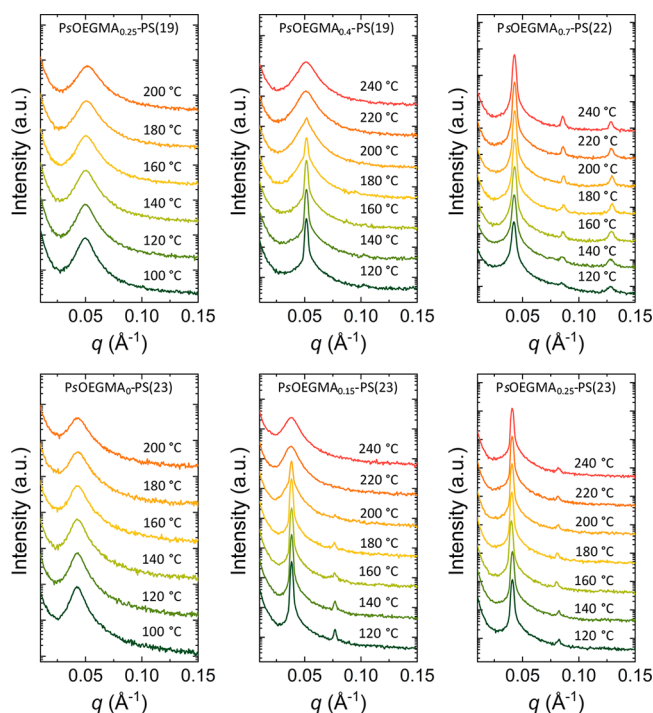 PsOEGMA0.25-PS(19)
200 °C
180 °C
160 °C
140 °C
120 °C
100 °C
Intensity (a.u.)
0.05 0.10 0.15
q (Å-1)
PsOEGMA0.4-PS(19)
240 °C
220 °C
200 °C
180 °C
160 °C
140 °C
120 °C
Intensity (a.u.)
0.05 0.10 0.15
q (Å-1)
PsOEGMA0.7-PS(22)
240 °C
220 °C
200 °C
180 °C
160 °C
140 °C
120 °C
Intensity (a.u.)
0.05 0.10 0.15
q (Å-1)
PsOEGMA0-PS(23)
200 °C
180 °C
160 °C
140 °C
120 °C
100 °C
Intensity (a.u.)
0.05 0.10 0.15
q (Å-1)
PsOEGMA0.15-PS(23)
240 °C
220 °C
200 °C
180 °C
160 °C
140 °C
120 °C
Intensity (a.u.)
0.05 0.10 0.15
q (Å-1)
PsOEGMA0.25-PS(23)
240 °C
220 °C
200 °C
180 °C
160 °C
140 °C
120 °C
Intensity (a.u.)
0.05 0.10 0.15
q (Å-1)